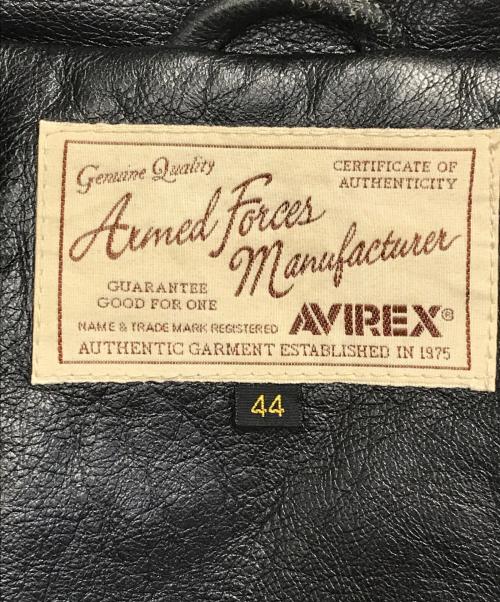 Genuine Quality
CERTIFICATE OF
AUTHENTICITY
Armed Forces
Manufacturer
GUARANTEE
GOOD FOR ONE
NAME & TRADE MARK REGISTERED
AVIREX®
AUTHENTIC GARMENT ESTABLISHED IN 1975
44